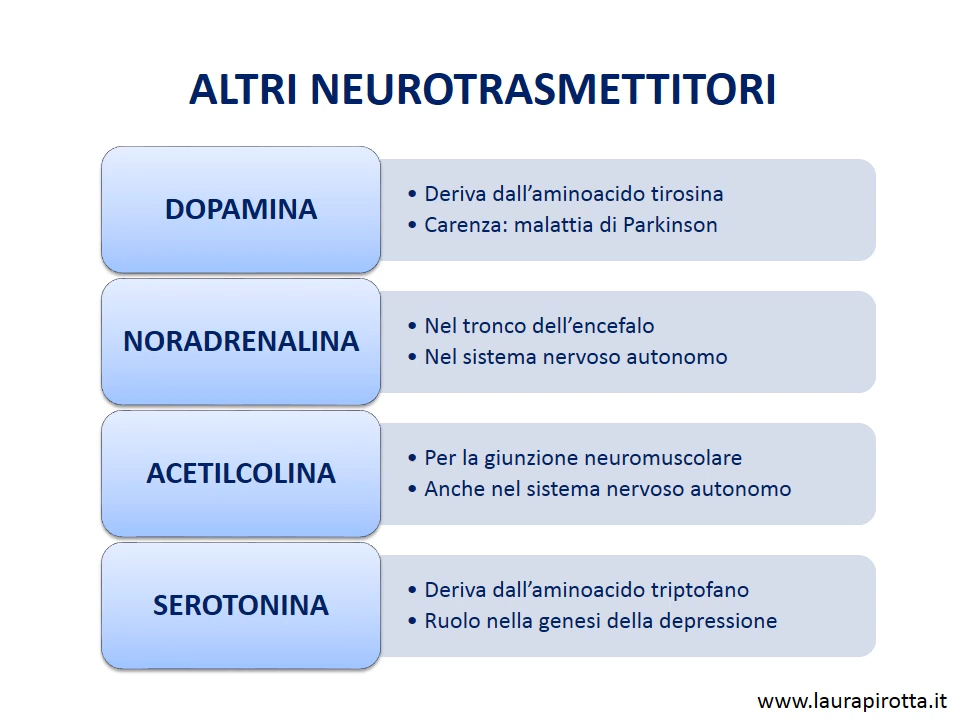 ALTRI NEUROTRASMETTITORI
DOPAMINA
• Deriva dall’aminoacido tirosina
• Carenza: malattia di Parkinson
NORADRENALINA
• Nel tronco dell’encefalo
• Nel sistema nervoso autonomo
ACETILCOLINA
• Per la giunzione neuromuscolare
• Anche nel sistema nervoso autonomo
SEROTONINA
• Deriva dall’aminoacido triptofano
• Ruolo nella genesi della depressione
www.laurapirotta.it